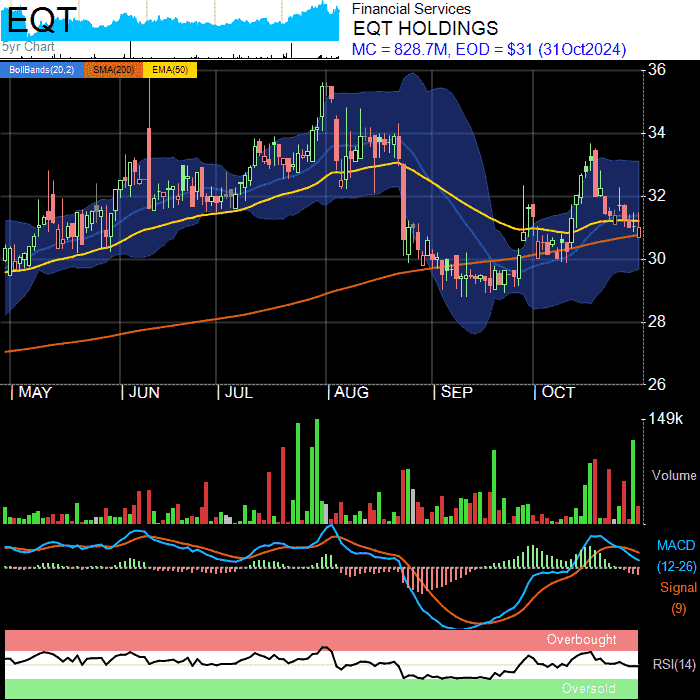 EQT
5yr Chart
Financial Services
EQT HOLDINGS
MC = 828.7M, EOD = $31 (31Oct2024)
BollBands(20,2) SMA(200) EMA(50)
36
34
32
30
28
26
MAY JUN JUL AUG SEP OCT
149k
Volume
MACD
(12-26)
Signal
(9)
Overbought
RSI(14)
Oversold